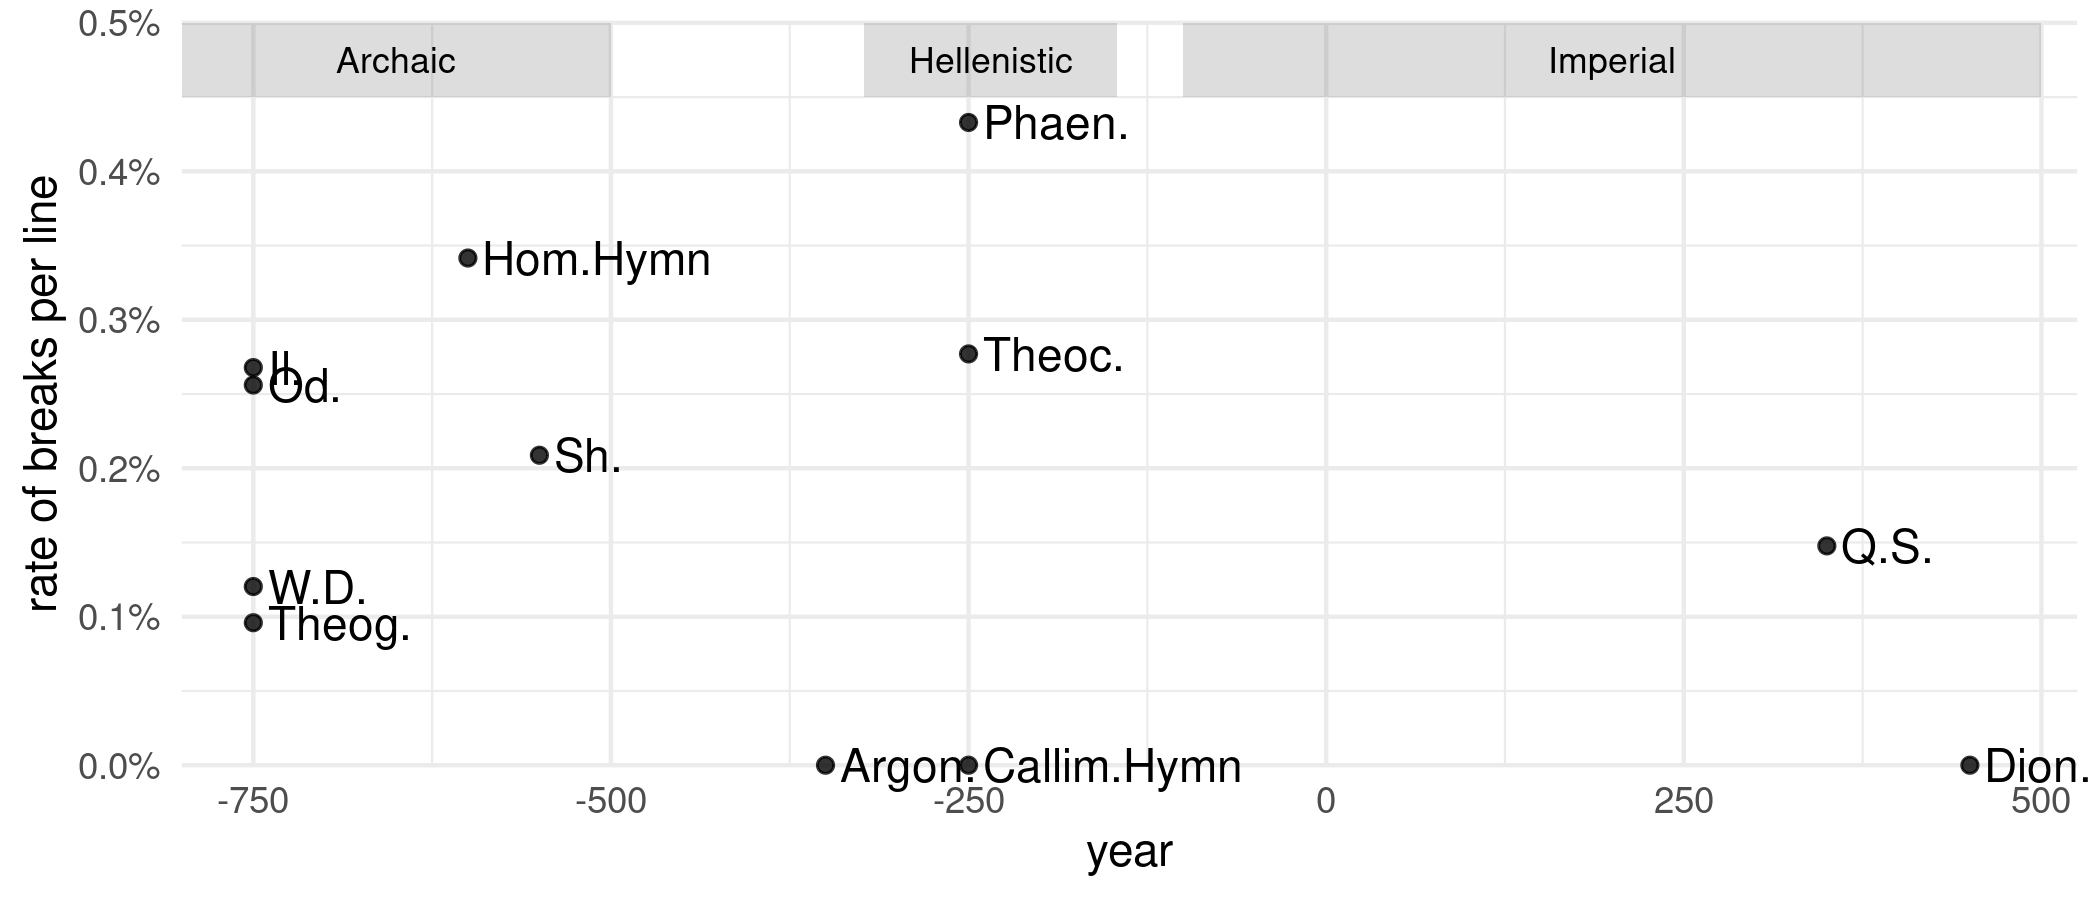 0.5%
Archaic
Hellenistic
Imperial
Phaen.
0.4%
Hom.Hymn
0.3%
Theoc.
Il.
Od.
0.2%
Sh.
Q.S.
W.D.
0.1%
Theog.
0.0%
Argon.
Callim.Hymn
Dion.
-750
-500
-250
0
250
500
year
rate of breaks per line